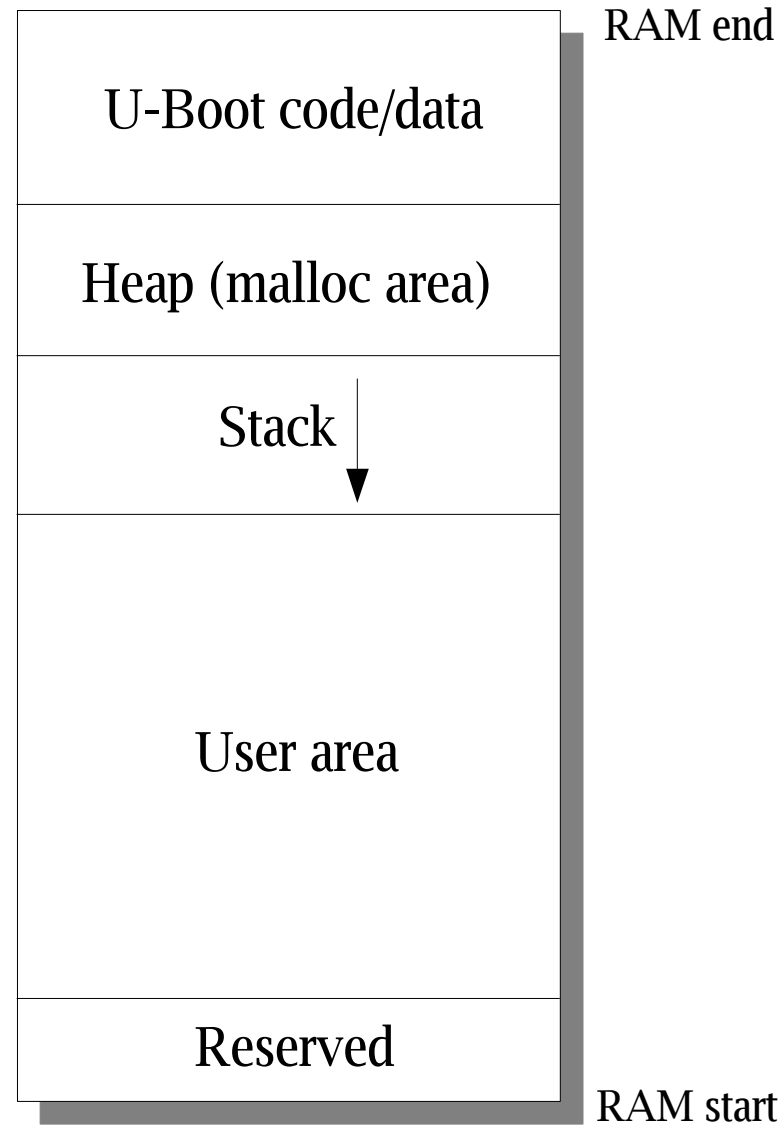 RAM end
U-Boot code/data
Heap (malloc area)
Stack
User area
Reserved
RAM start